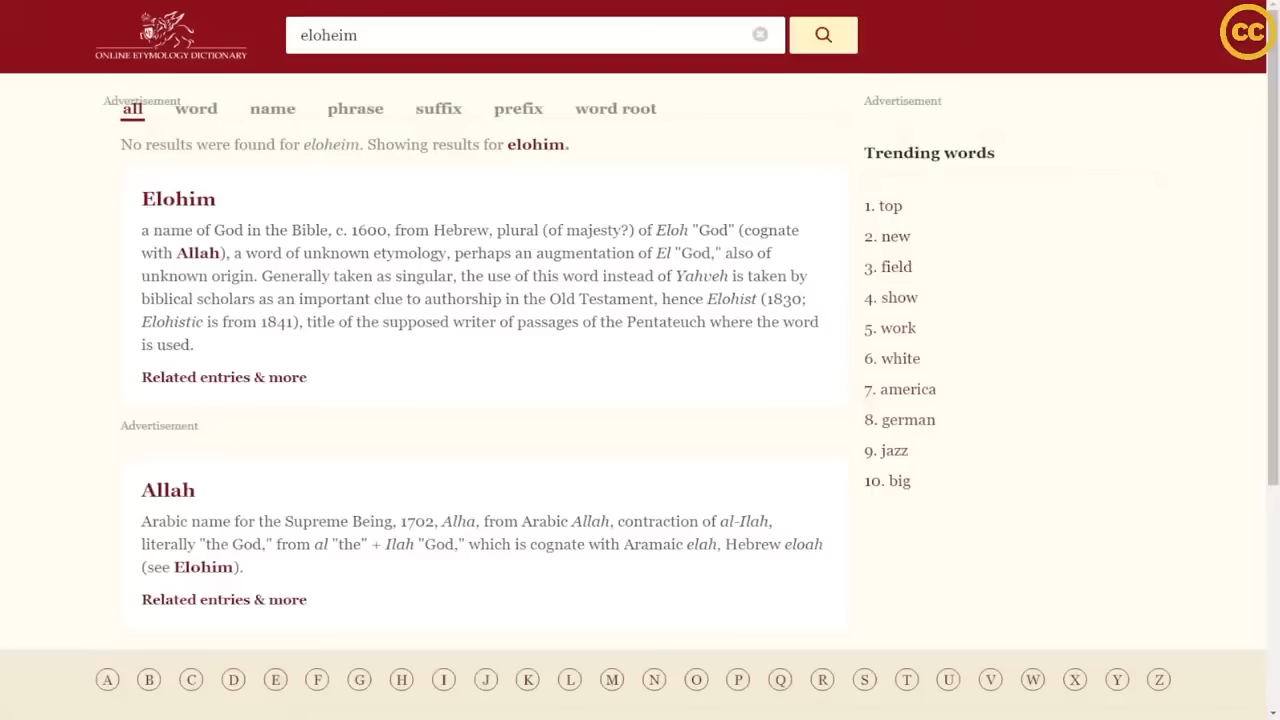 ONLINE ETYMOLOGY DICTIONARY
eloheim
CC
Advertisement
all word name phrase suffix prefix word root
No results were found for eloheim. Showing results for elohim.
Elohim
a name of God in the Bible, c. 1600, from Hebrew, plural (of majesty?) of Eloh "God" (cognate
with Allah), a word of unknown etymology, perhaps an augmentation of El "God," also of
unknown origin. Generally taken as singular, the use of this word instead of Yahveh is taken by
biblical scholars as an important clue to authorship in the Old Testament, hence Elohist (1830;
Elohistic is from 1841), title of the supposed writer of passages of the Pentateuch where the word
is used.
Related entries & more
Advertisement
Allah
Arabic name for the Supreme Being, 1702, Alha, from Arabic Allah, contraction of al-Ilah,
literally "the God," from al "the" + Ilah "God," which is cognate with Aramaic elah, Hebrew eloah
(see Elohim).
Related entries & more
Advertisement
Trending words
1. top
2. new
3. field
4. show
5. work
6. white
7. america
8. german
9. jazz
10. big
A B C D E F G H I J K L M N O P Q R S T U V W X Y Z